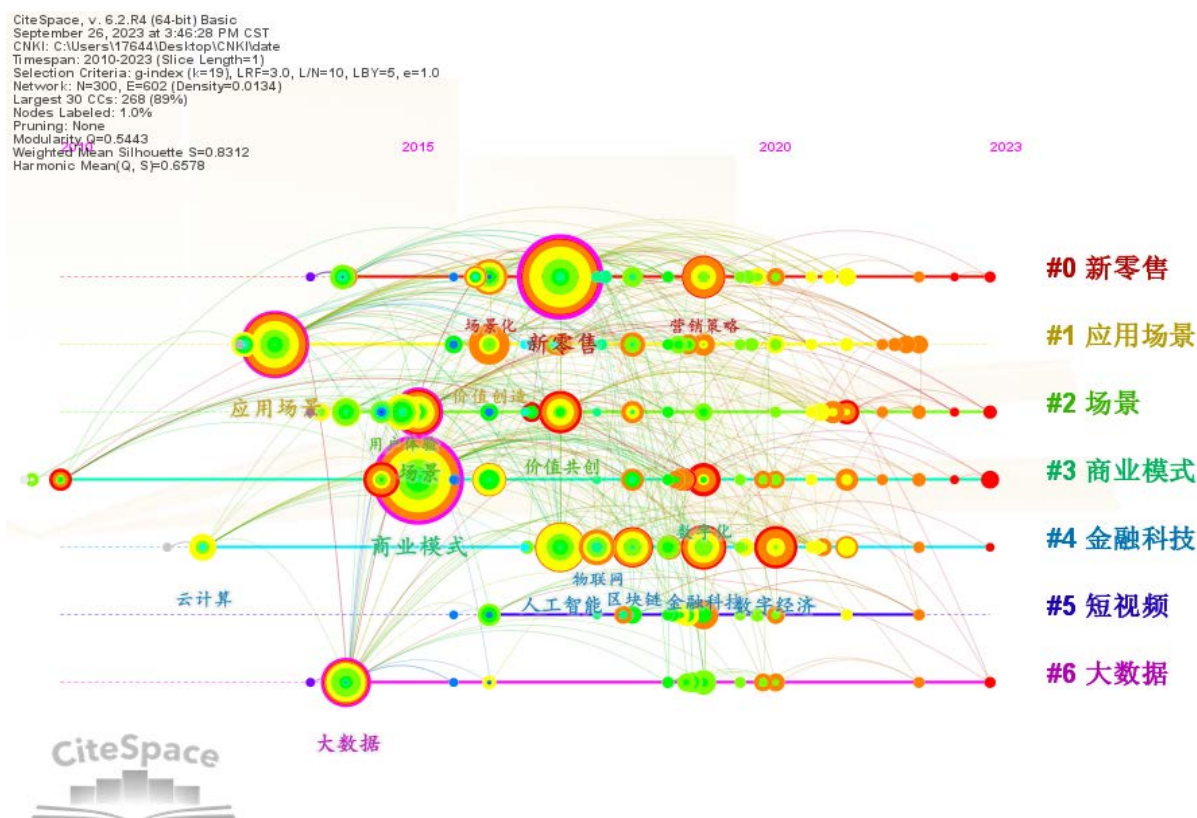 CiteSpace, v. 6.2.R4 (64-bit) Basic
September 26, 2023 at 3:46:28 PM CST
CNKI: C:\Users\17644\Desktop\CNKI\date
Timespan: 2010-2023 (Slice Length=1)
Selection Criteria: g-index (k=19), LRF=3.0, L/N=10, LBY=5, e=1.0
Network: N=300, E=602 (Density=0.0134)
Largest 30 CCs: 268 (89%)
Nodes Labeled: 1.0%
Pruning: None
Modularity Q=0.5443
Weighted Mean Silhouette S=0.8312
Harmonic Mean(Q, S)=0.6578
2010 2015 2020 2023
#0 新零售
场景化 营销策略
新零售
#1 应用场景
价值创造
应用场景
#2 场景
用户体验
场景 价值共创
#3 商业模式
数字化
商业模式
#4 金融科技
物联网
云计算 人工智能 区块链 金融科技 数字经济
#5 短视频
#6 大数据
大数据
CiteSpace